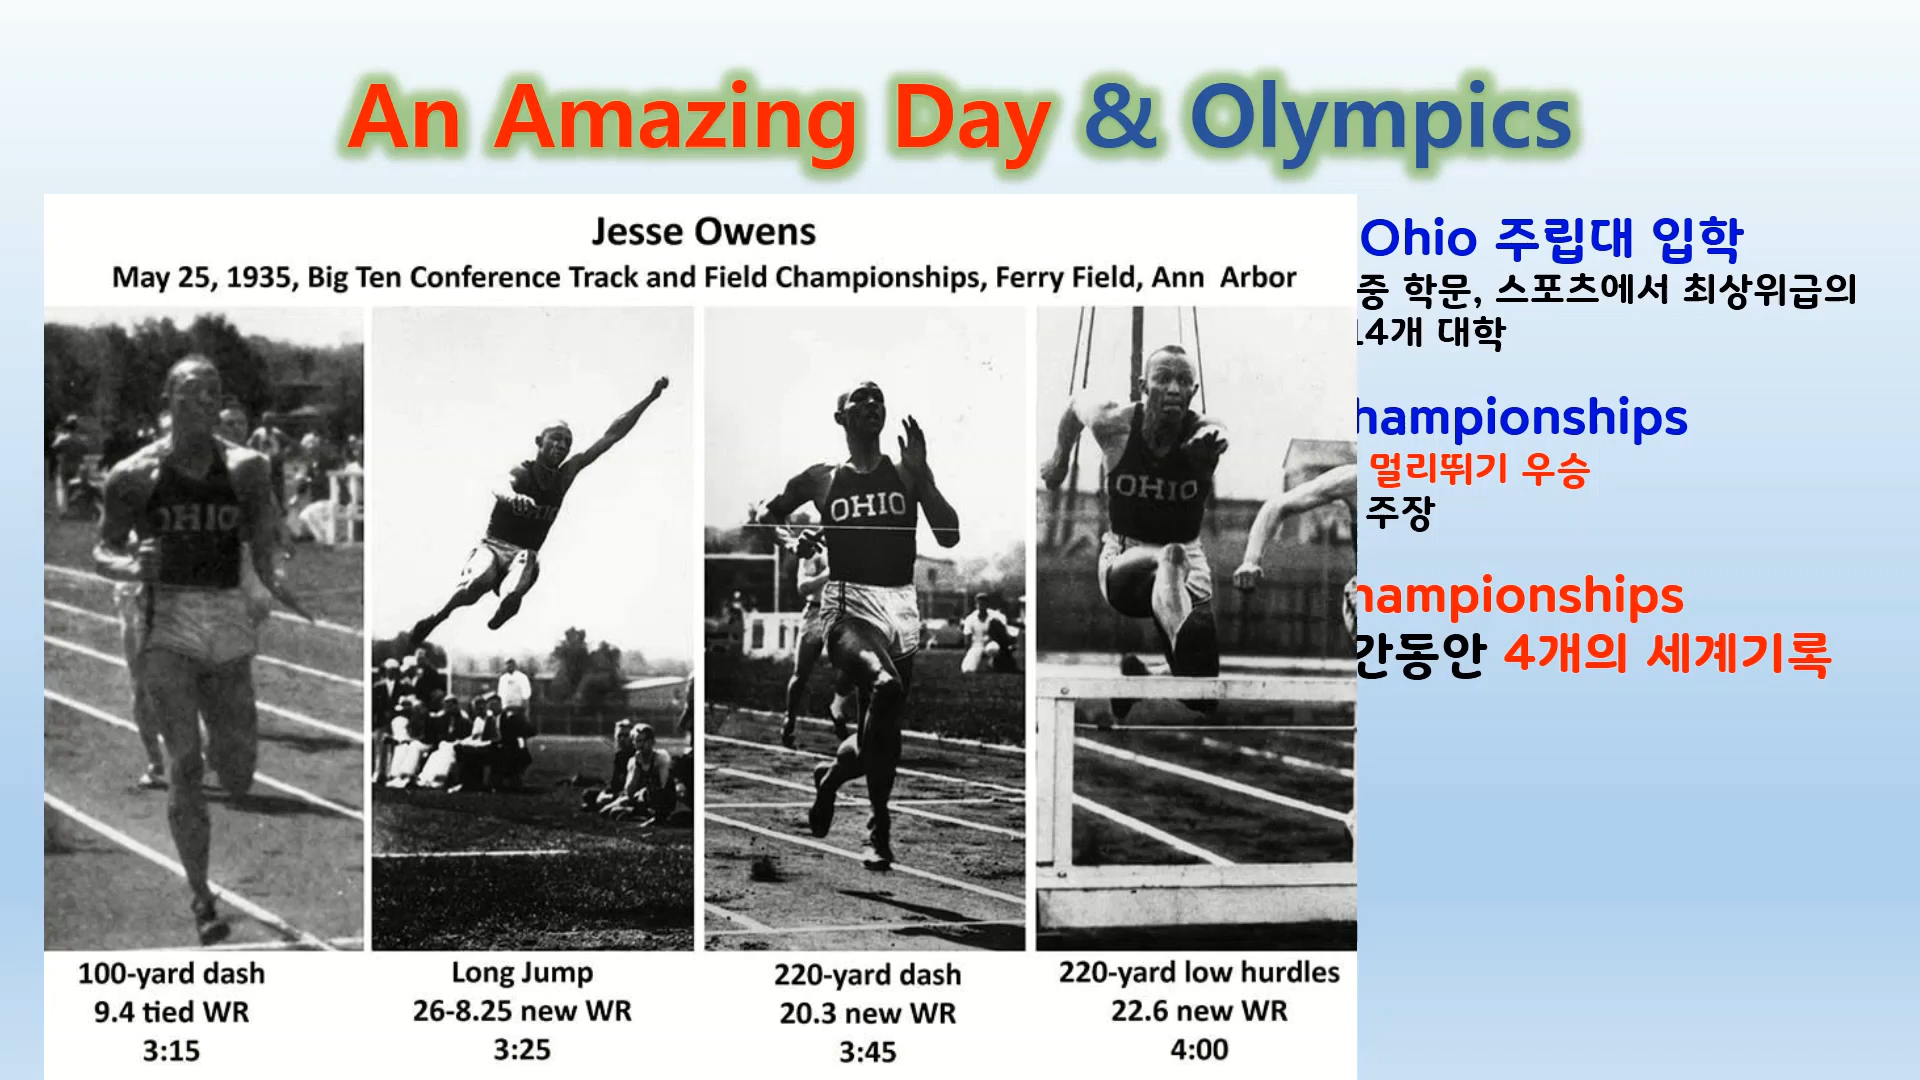 An Amazing Day & Olympics
Jesse Owens
May 25, 1935, Big Ten Conference Track and Field Championships, Ferry Field, Ann Arbor
Ohio 주립대 입학
중 학문, 스포츠에서 최상위급의
14개 대학
hampionships
멀리뛰기 우승
주장
hampionships
간동안 4개의 세계기록
OHIO
OHIO
OHIO
100-yard dash
9.4 tied WR
3:15
Long Jump
26-8.25 new WR
3:25
220-yard dash
20.3 new WR
3:45
220-yard low hurdles
22.6 new WR
4:00